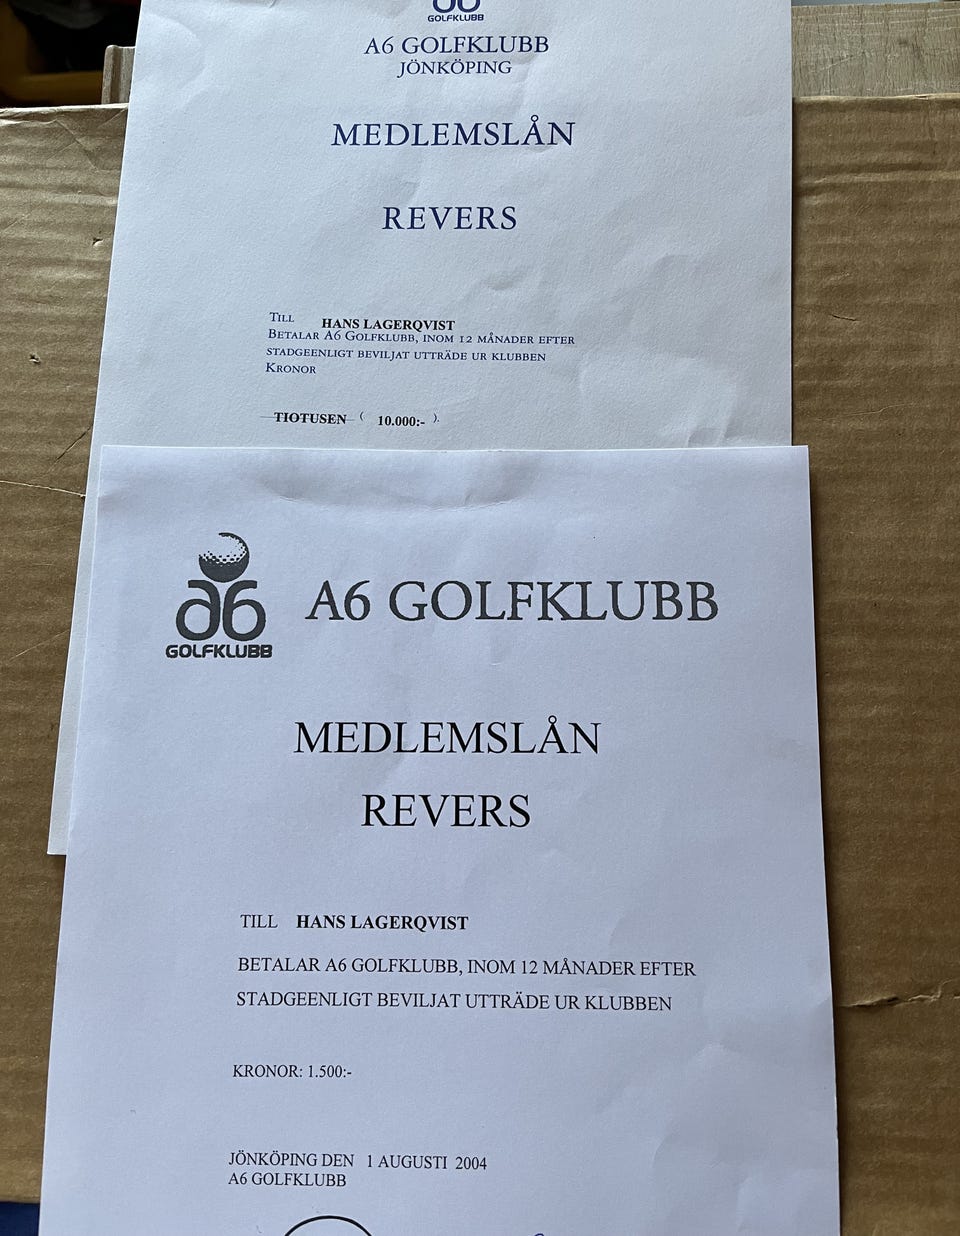 a6
GOLFKLUBB
A6 GOLFKLUBB
JÖNKÖPING
MEDLEMSLÅN
REVERS
TILL HANS LAGERQVIST
BETALAR A6 GOLFKLUBB, INOM 12 MÅNADER EFTER
STADGEENLIGT BEVILJAT UTTRÄDE UR KLUBBEN
KRONOR
TIOTUSEN ( 10.000:- ).
a6
GOLFKLUBB
A6 GOLFKLUBB
MEDLEMSLÅN
REVERS
TILL HANS LAGERQVIST
BETALAR A6 GOLFKLUBB, INOM 12 MÅNADER EFTER
STADGEENLIGT BEVILJAT UTTRÄDE UR KLUBBEN
KRONOR: 1.500:-
JÖNKÖPING DEN 1 AUGUSTI 2004
A6 GOLFKLUBB